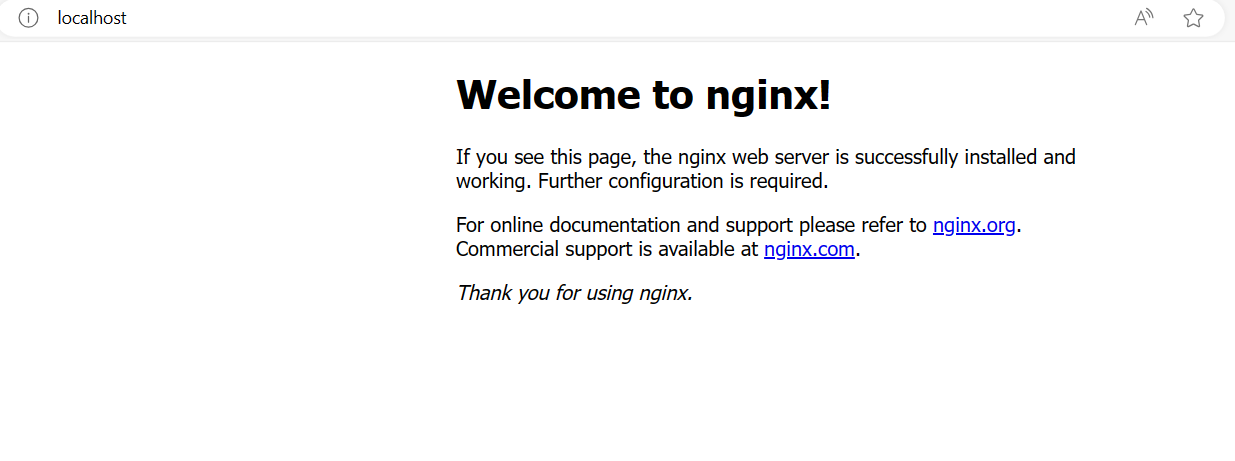 localhost
Welcome to nginx!
If you see this page, the nginx web server is successfully installed and
working. Further configuration is required.
For online documentation and support please refer to nginx.org.
Commercial support is available at nginx.com.
Thank you for using nginx.